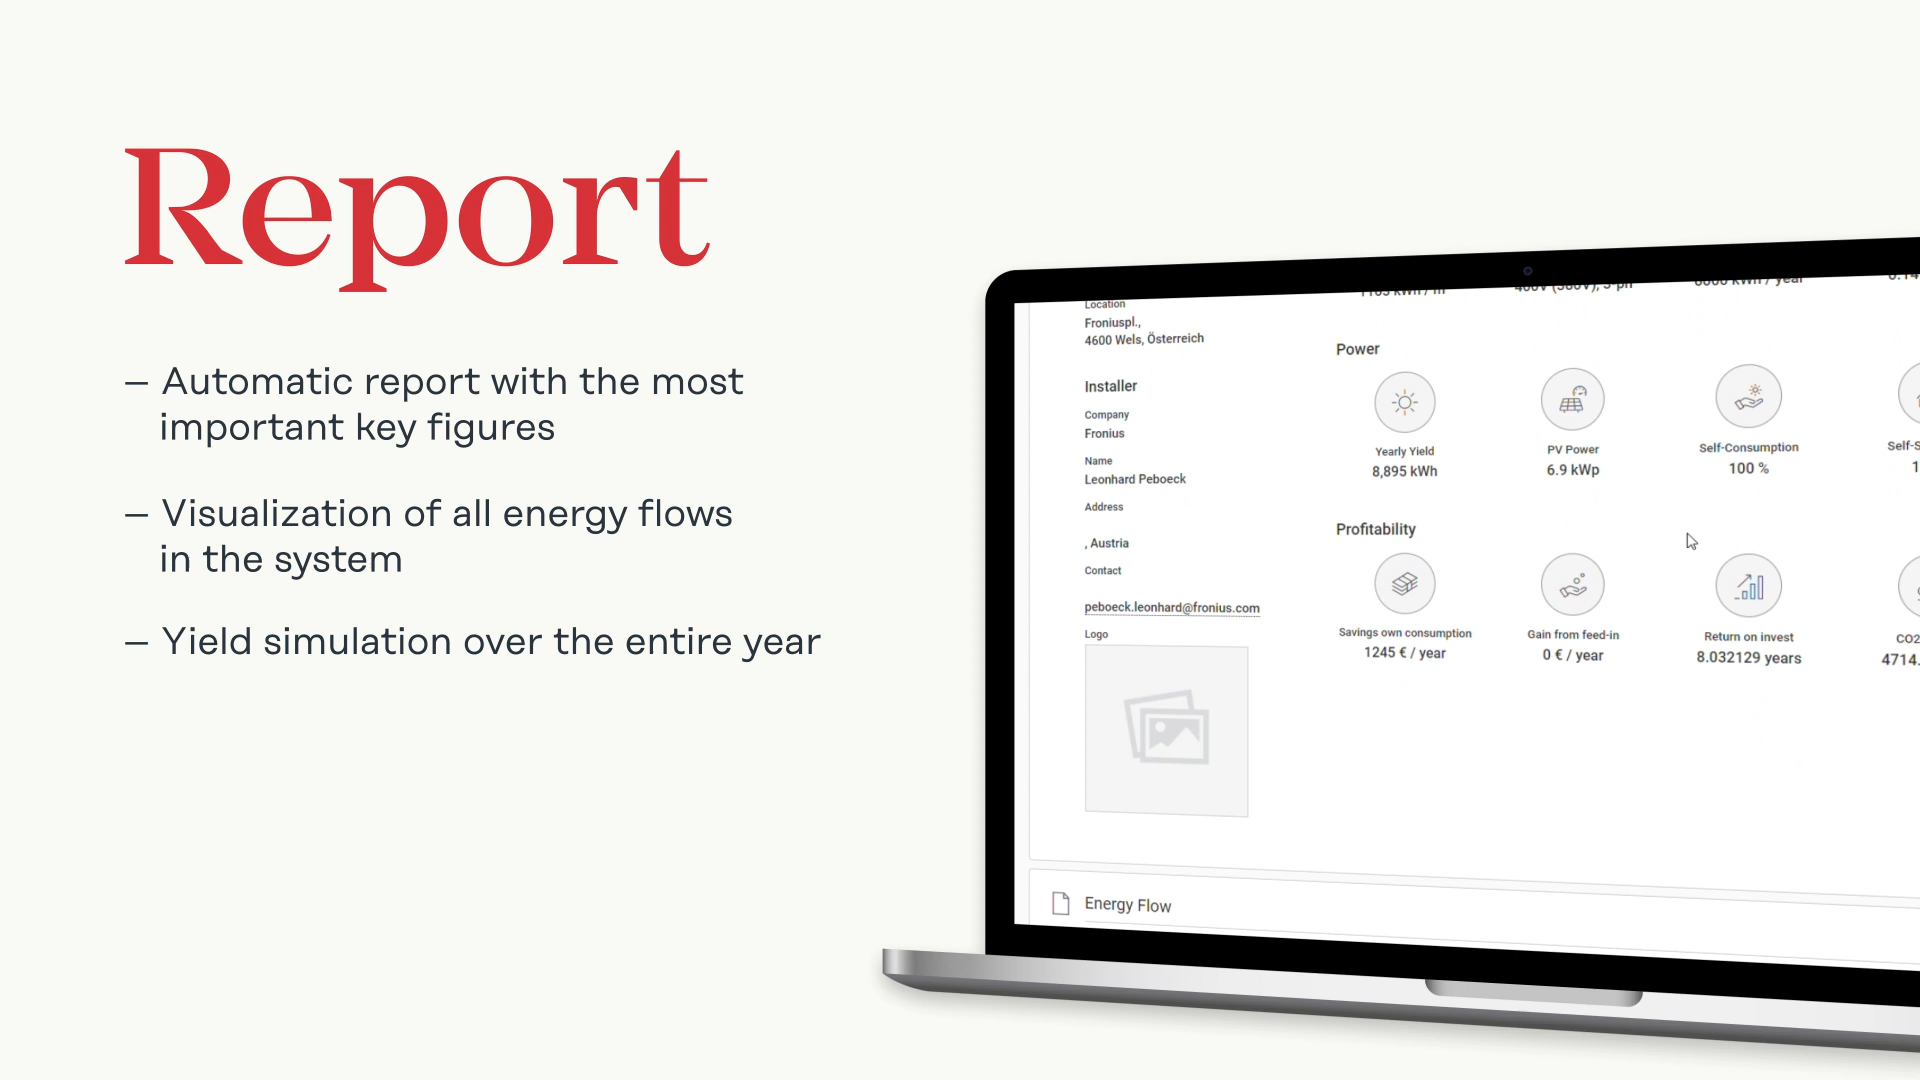 Report
– Automatic report with the most
important key figures
– Visualization of all energy flows
in the system
– Yield simulation over the entire year
Location
Froniuspl.,
4600 Wels, Österreich
Installer
Company
Fronius
Name
Leonhard Peboeck
Address
, Austria
Contact
peboeck.leonhard@fronius.com
Logo
Power
Yearly Yield
8,895 kWh
PV Power
6.9 kWp
Self-Consumption
100 %
Profitability
Savings own consumption
1245 € / year
Gain from feed-in
0 € / year
Return on invest
8.032129 years
CO2
4714.
Energy Flow